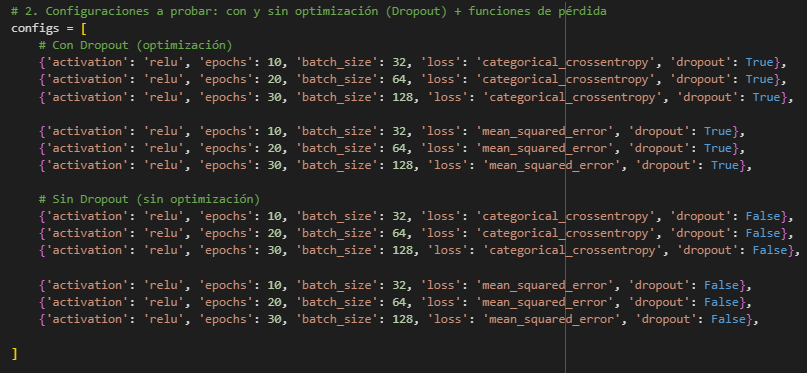 # 2. Configuraciones a probar: con y sin optimización (Dropout) + funciones de pérdida
configs = [
    # Con Dropout (optimización)
    {'activation': 'relu', 'epochs': 10, 'batch_size': 32, 'loss': 'categorical_crossentropy', 'dropout': True},
    {'activation': 'relu', 'epochs': 20, 'batch_size': 64, 'loss': 'categorical_crossentropy', 'dropout': True},
    {'activation': 'relu', 'epochs': 30, 'batch_size': 128, 'loss': 'categorical_crossentropy', 'dropout': True},

    {'activation': 'relu', 'epochs': 10, 'batch_size': 32, 'loss': 'mean_squared_error', 'dropout': True},
    {'activation': 'relu', 'epochs': 20, 'batch_size': 64, 'loss': 'mean_squared_error', 'dropout': True},
    {'activation': 'relu', 'epochs': 30, 'batch_size': 128, 'loss': 'mean_squared_error', 'dropout': True},

    # Sin Dropout (sin optimización)
    {'activation': 'relu', 'epochs': 10, 'batch_size': 32, 'loss': 'categorical_crossentropy', 'dropout': False},
    {'activation': 'relu', 'epochs': 20, 'batch_size': 64, 'loss': 'categorical_crossentropy', 'dropout': False},
    {'activation': 'relu', 'epochs': 30, 'batch_size': 128, 'loss': 'categorical_crossentropy', 'dropout': False},

    {'activation': 'relu', 'epochs': 10, 'batch_size': 32, 'loss': 'mean_squared_error', 'dropout': False},
    {'activation': 'relu', 'epochs': 20, 'batch_size': 64, 'loss': 'mean_squared_error', 'dropout': False},
    {'activation': 'relu', 'epochs': 30, 'batch_size': 128, 'loss': 'mean_squared_error', 'dropout': False},

]